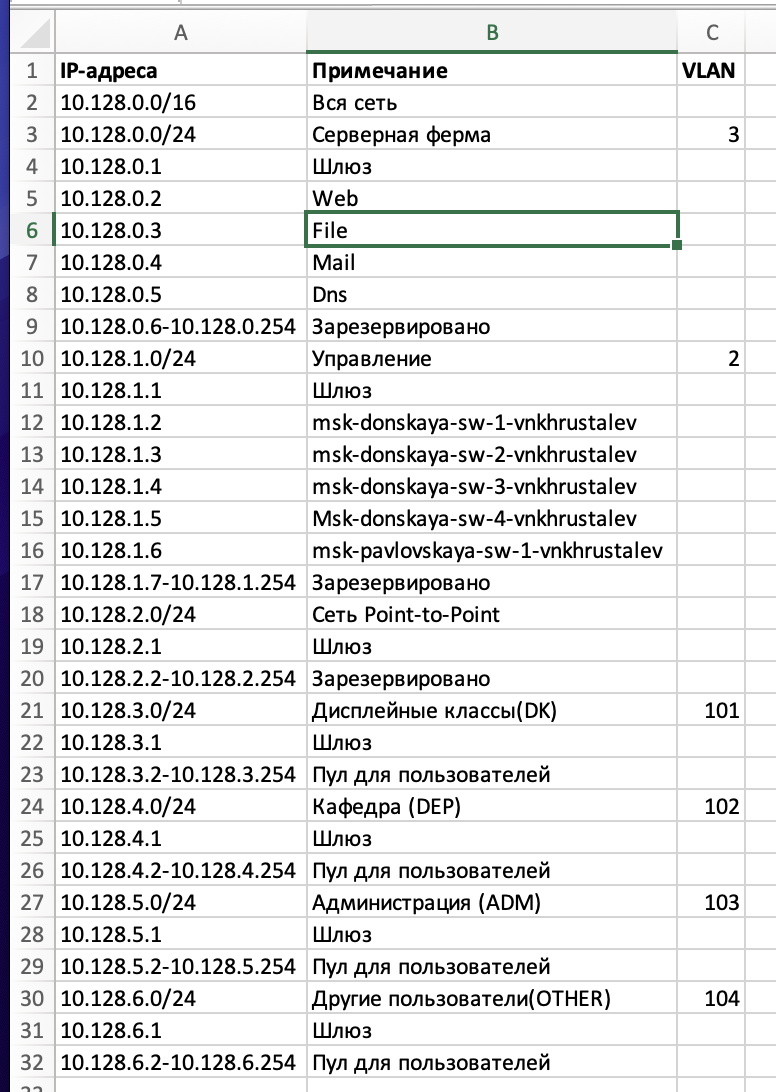 A B C
1 IP-адреса Примечание VLAN
2 10.128.0.0/16 Вся сеть
3 10.128.0.0/24 Серверная ферма 3
4 10.128.0.1 Шлюз
5 10.128.0.2 Web
6 10.128.0.3 File
7 10.128.0.4 Mail
8 10.128.0.5 Dns
9 10.128.0.6-10.128.0.254 Зарезервировано
10 10.128.1.0/24 Управление 2
11 10.128.1.1 Шлюз
12 10.128.1.2 msk-donskaya-sw-1-vnkhrustalev
13 10.128.1.3 msk-donskaya-sw-2-vnkhrustalev
14 10.128.1.4 msk-donskaya-sw-3-vnkhrustalev
15 10.128.1.5 Msk-donskaya-sw-4-vnkhrustalev
16 10.128.1.6 msk-pavlovskaya-sw-1-vnkhrustalev
17 10.128.1.7-10.128.1.254 Зарезервировано
18 10.128.2.0/24 Сеть Point-to-Point
19 10.128.2.1 Шлюз
20 10.128.2.2-10.128.2.254 Зарезервировано
21 10.128.3.0/24 Дисплейные классы(DK) 101
22 10.128.3.1 Шлюз
23 10.128.3.2-10.128.3.254 Пул для пользователей
24 10.128.4.0/24 Кафедра (DEP) 102
25 10.128.4.1 Шлюз
26 10.128.4.2-10.128.4.254 Пул для пользователей
27 10.128.5.0/24 Администрация (ADM) 103
28 10.128.5.1 Шлюз
29 10.128.5.2-10.128.5.254 Пул для пользователей
30 10.128.6.0/24 Другие пользователи(OTHER) 104
31 10.128.6.1 Шлюз
32 10.128.6.2-10.128.6.254 Пул для пользователей